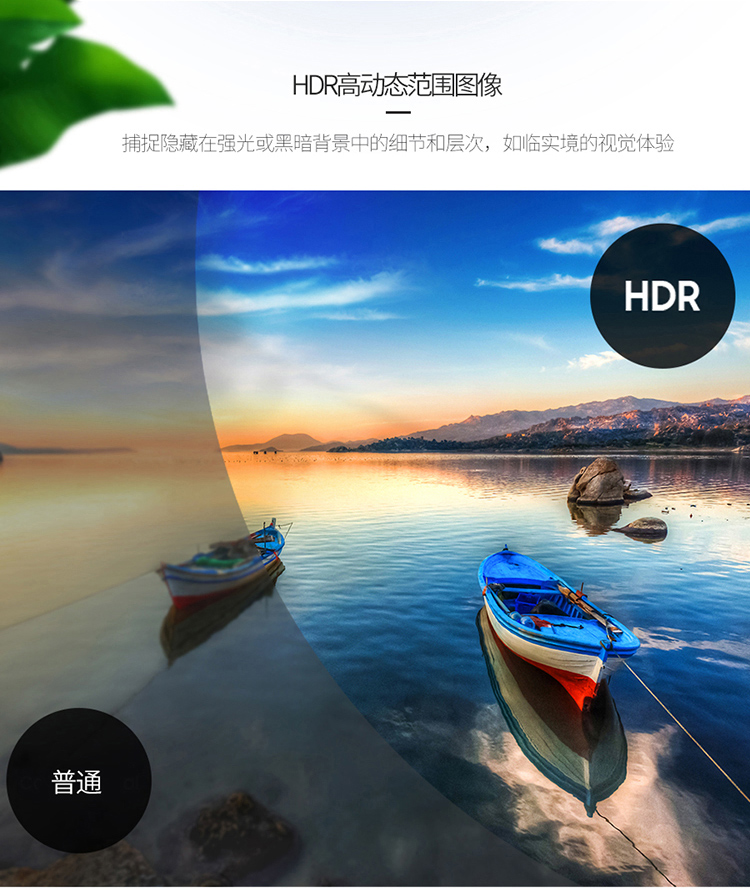 HDR高动态范围图像
捕捉隐藏在强光或黑暗背景中的细节和层次，如临实境的视觉体验
HDR
普通